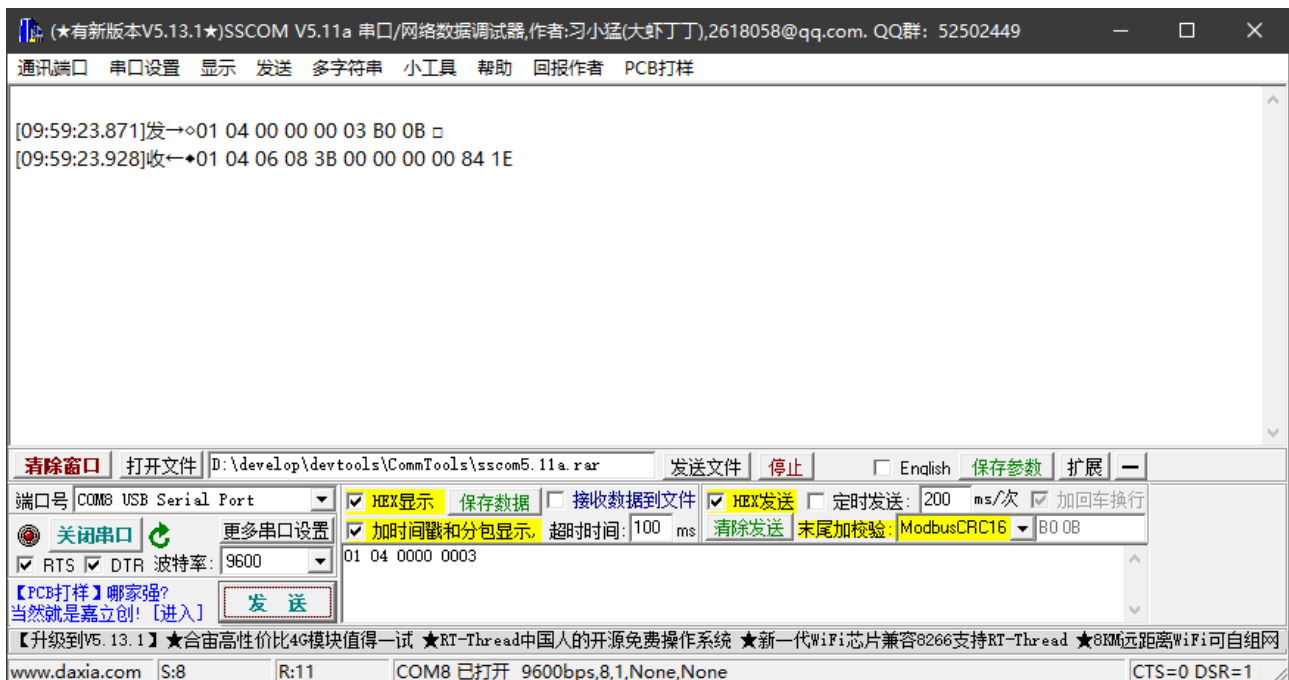 (★有新版本V5.13.1★)SSCOM V5.11a 串口/网络数据调试器,作者:习小猛(大虾丁丁),2618058@qq.com. QQ群: 52502449
通讯端口 串口设置 显示 发送 多字符串 小工具 帮助 回报作者 PCB打样
[09:59:23.871]发→◇01 04 00 00 00 03 B0 0B □
[09:59:23.928]收←◆01 04 06 08 3B 00 00 00 00 84 1E
清除窗口 打开文件 D:\develop\devtools\CommTools\sscom5.11a.rar 发送文件 停止 English 保存参数 扩展 —
端口号 COM8 USB Serial Port HEX显示 保存数据 接收数据到文件 HEX发送 定时发送: 200 ms/次 加回车换行
关闭串口 更多串口设置 加时间戳和分包显示, 超时时间: 100 ms 清除发送 末尾加校验: ModbusCRC16 B0 0B
RTS DTR 波特率: 9600 01 04 0000 0003
【PCB打样】哪家强?
当然就是嘉立创! [进入] 发 送
【升级到V5.13.1】★合宙高性价比4G模块值得一试 ★RT-Thread中国人的开源免费操作系统 ★新一代WiFi芯片兼容8266支持RT-Thread ★8KM远距离WiFi可自组网
www.daxia.com S:8 R:11 COM8 已打开 9600bps,8,1,None,None CTS=0 DSR=1